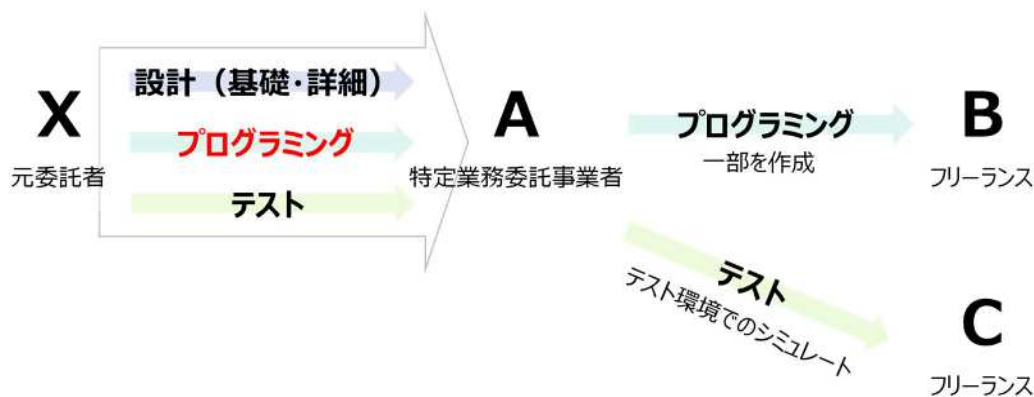 X
元委託者
設計（基礎・詳細）
プログラミング
テスト
A
特定業務委託事業者
プログラミング
一部を作成
B
フリーランス
テスト
テスト環境でのシミュレート
C
フリーランス